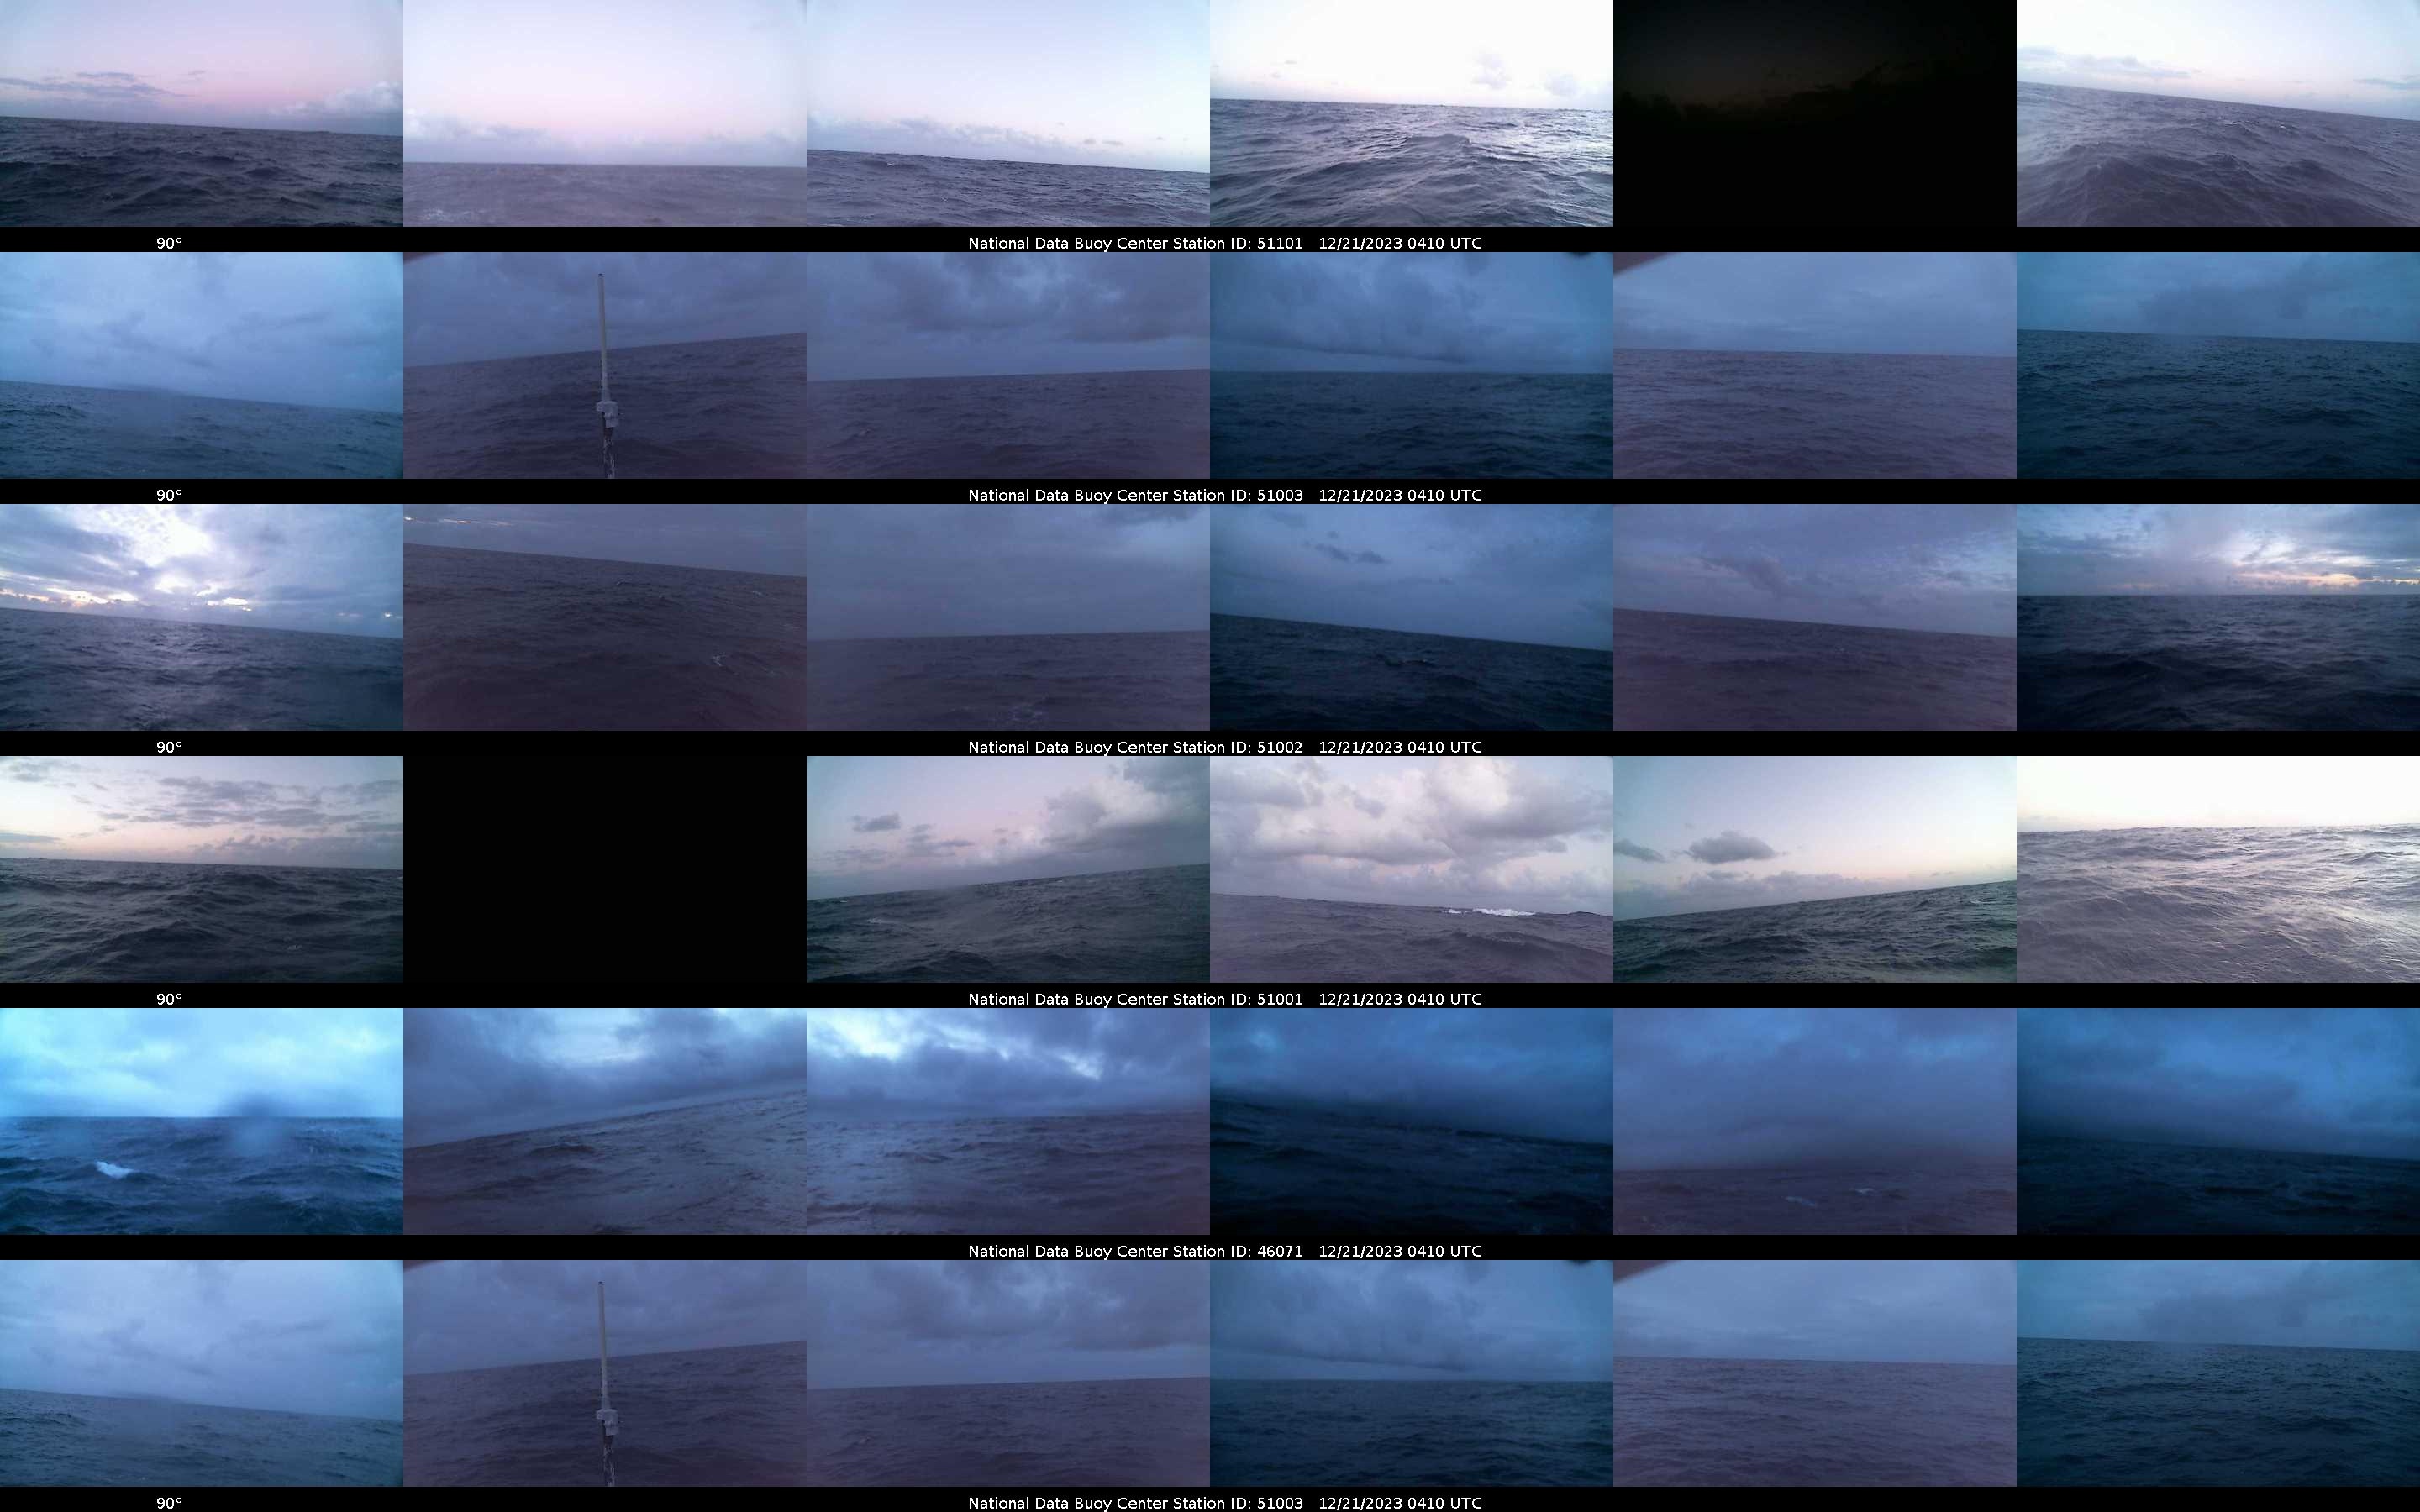 90° National Data Buoy Center Station ID: 51101 12/21/2023 0410 UTC
90° National Data Buoy Center Station ID: 51003 12/21/2023 0410 UTC
90° National Data Buoy Center Station ID: 51002 12/21/2023 0410 UTC
90° National Data Buoy Center Station ID: 51001 12/21/2023 0410 UTC
National Data Buoy Center Station ID: 46071 12/21/2023 0410 UTC
90° National Data Buoy Center Station ID: 51003 12/21/2023 0410 UTC